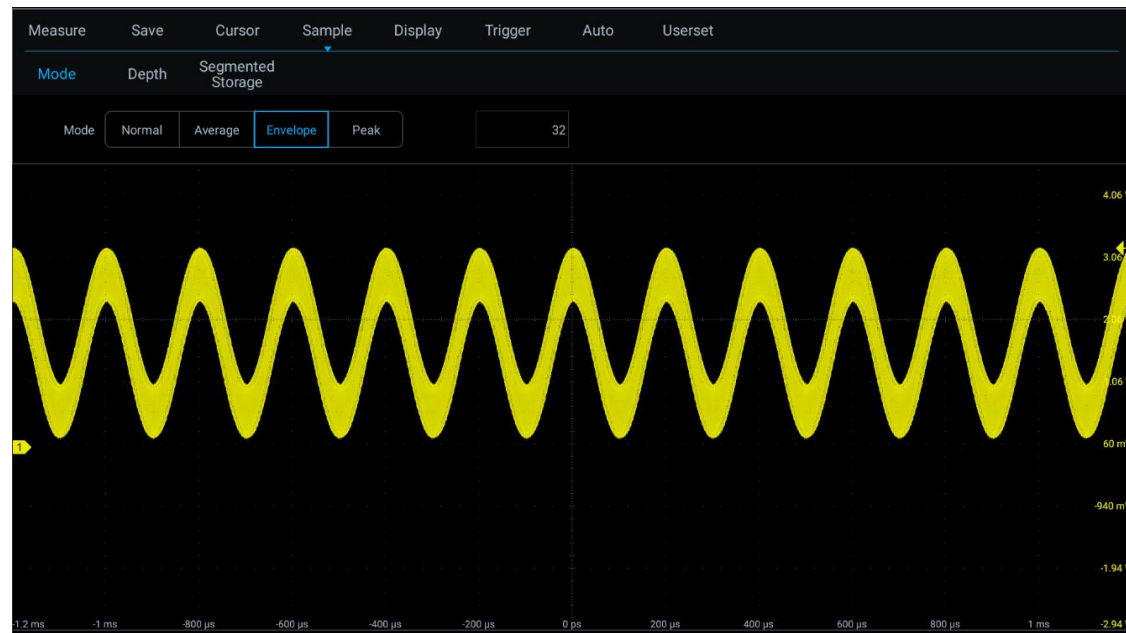 Measure Save Cursor Sample Display Trigger Auto Userset
Mode Depth Segmented Storage
Mode Normal Average Envelope Peak 32
4.06
3.06
2.06
.06
1
60 m
-940 m
-1.94
-1.2 ms -1 ms -800 µs -600 µs -400 µs -200 µs 0 ps 200 µs 400 µs 600 µs 800 µs 1 ms -2.94